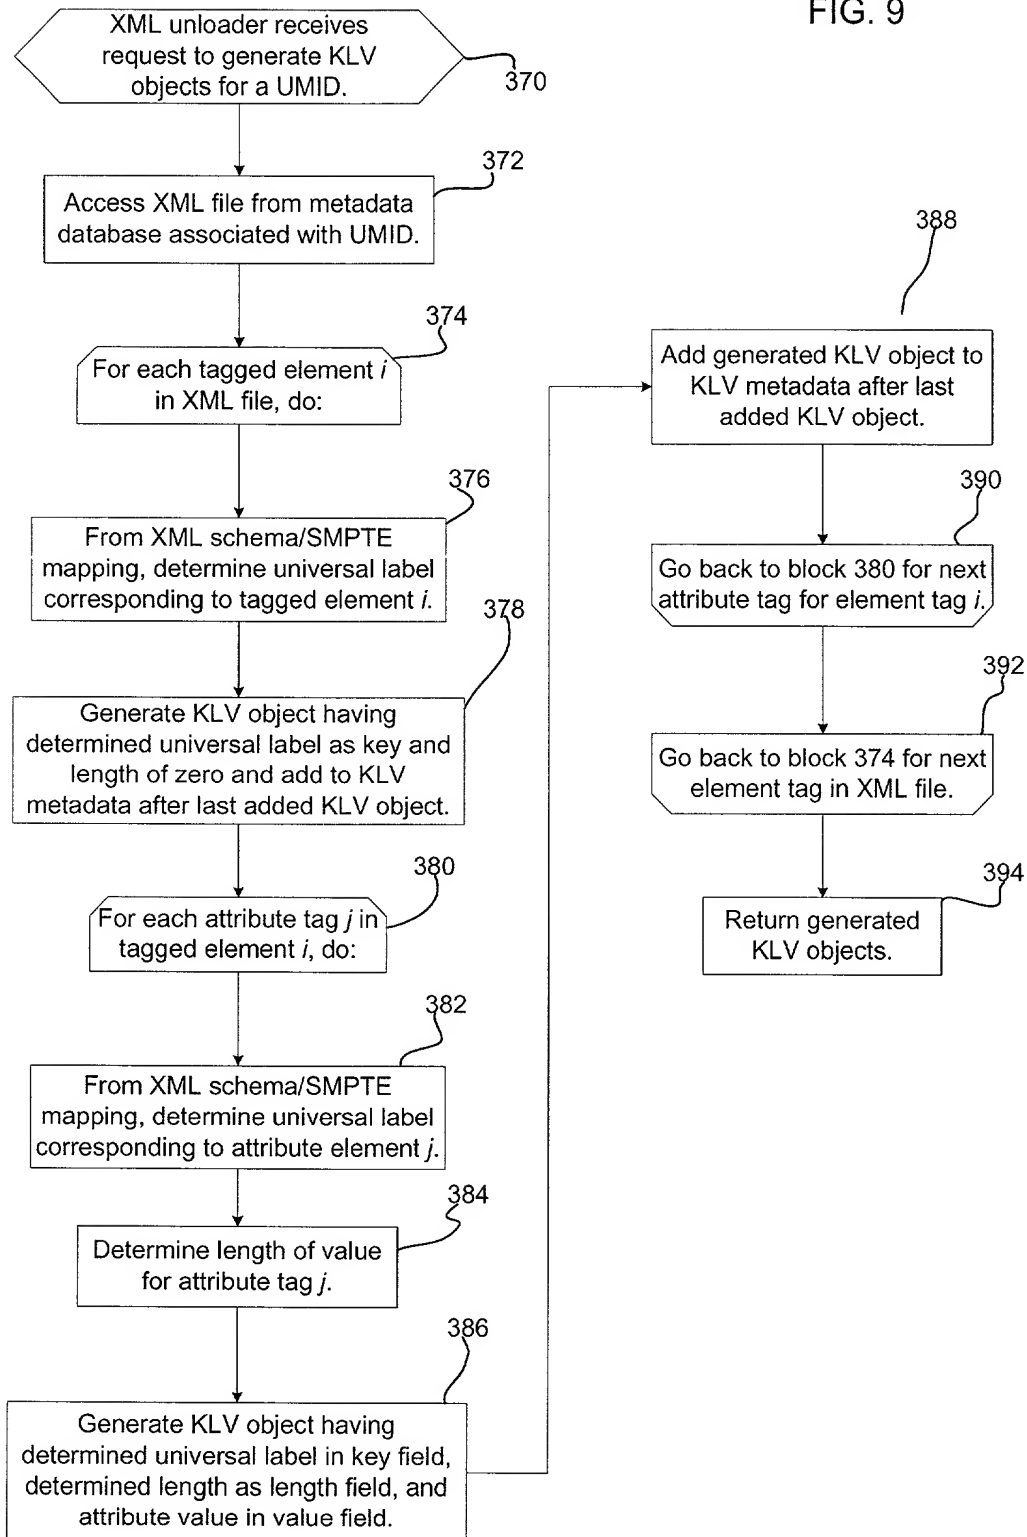 FIG. 9
XML unloader receives
request to generate KLV
objects for a UMID.
370
372
Access XML file from metadata
database associated with UMID.
374
For each tagged element i
in XML file, do:
376
From XML schema/SMPTE
mapping, determine universal label
corresponding to tagged element i.
378
Generate KLV object having
determined universal label as key and
length of zero and add to KLV
metadata after last added KLV object.
380
For each attribute tag j in
tagged element i, do:
382
From XML schema/SMPTE
mapping, determine universal label
corresponding to attribute element j.
384
Determine length of value
for attribute tag j.
386
Generate KLV object having
determined universal label in key field,
determined length as length field, and
attribute value in value field.
388
Add generated KLV object to
KLV metadata after last
added KLV object.
390
Go back to block 380 for next
attribute tag for element tag i.
392
Go back to block 374 for next
element tag in XML file.
394
Return generated
KLV objects.